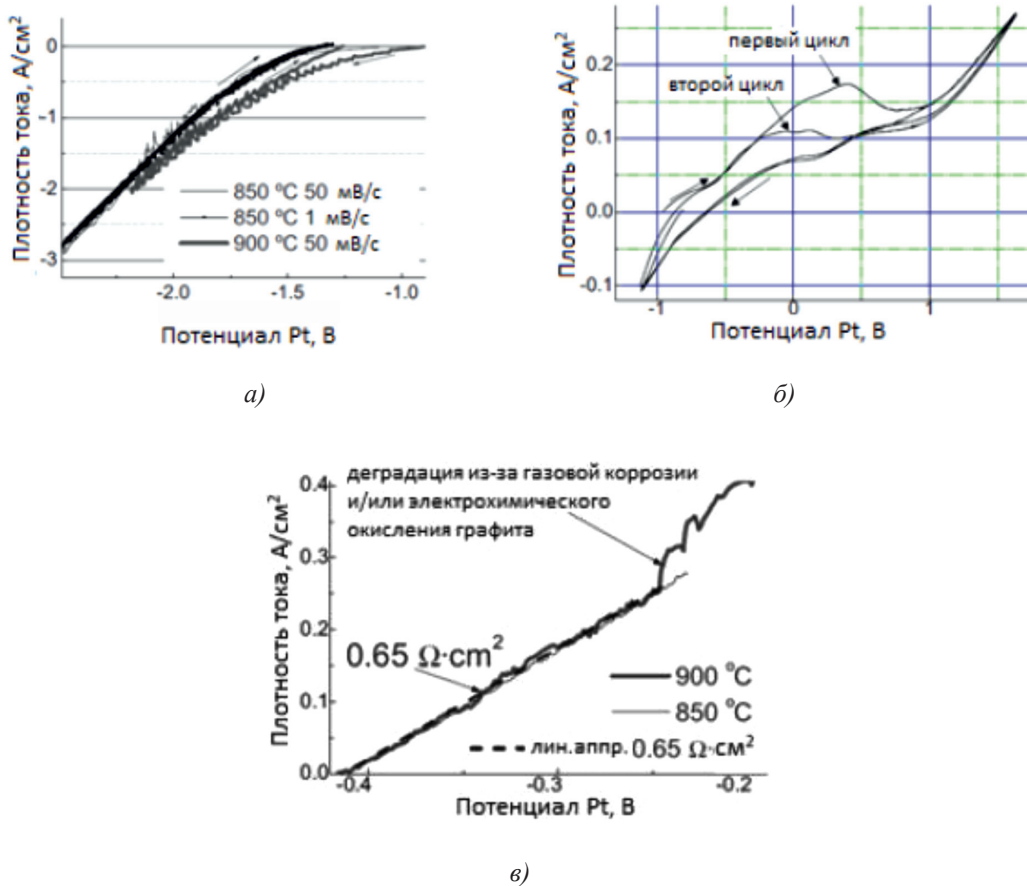 Плотность тока, А/см²
0
-1
-2
-3
850 ºC 50 мВ/с
850 ºC 1 мВ/с
900 ºC 50 мВ/с
-2.0
-1.5
-1.0
Потенциал Pt, В
а)
Плотность тока, А/см²
0.2
0.1
0.0
-0.1
первый цикл
второй цикл
-1
0
1
Потенциал Pt, В
б)
Плотность тока, А/см²
0.4
0.3
0.2
0.1
0.0
деградация из-за газовой коррозии
и/или электрохимического
окисления графита
0.65 Ω·cm²
900 °C
850 °C
лин.аппр. 0.65 Ω·см²
-0.4
-0.3
-0.2
Потенциал Pt, В
в)